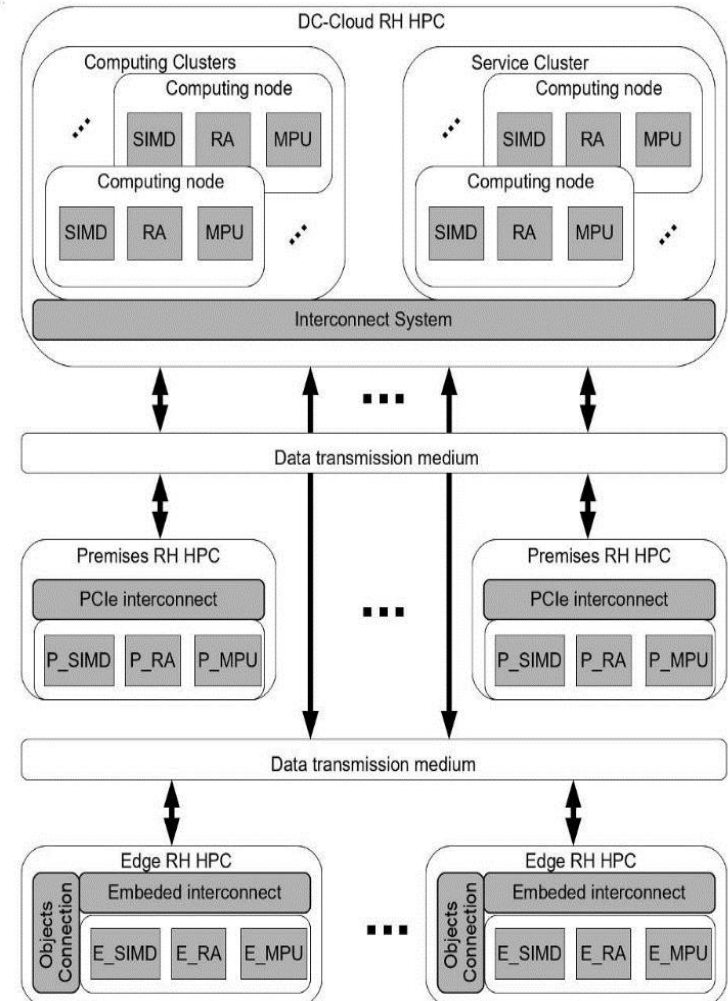 DC-Cloud RH HPC
Computing Clusters
Computing node
SIMD RA MPU
Computing node
SIMD RA MPU
Service Cluster
Computing node
SIMD RA MPU
Computing node
SIMD RA MPU
Interconnect System
Data transmission medium
Premises RH HPC
PCIe interconnect
P_SIMD P_RA P_MPU
Premises RH HPC
PCIe interconnect
P_SIMD P_RA P_MPU
Data transmission medium
Edge RH HPC
Objects
Connection
Embeded interconnect
E_SIMD E_RA E_MPU
Edge RH HPC
Objects
Connection
Embeded interconnect
E_SIMD E_RA E_MPU